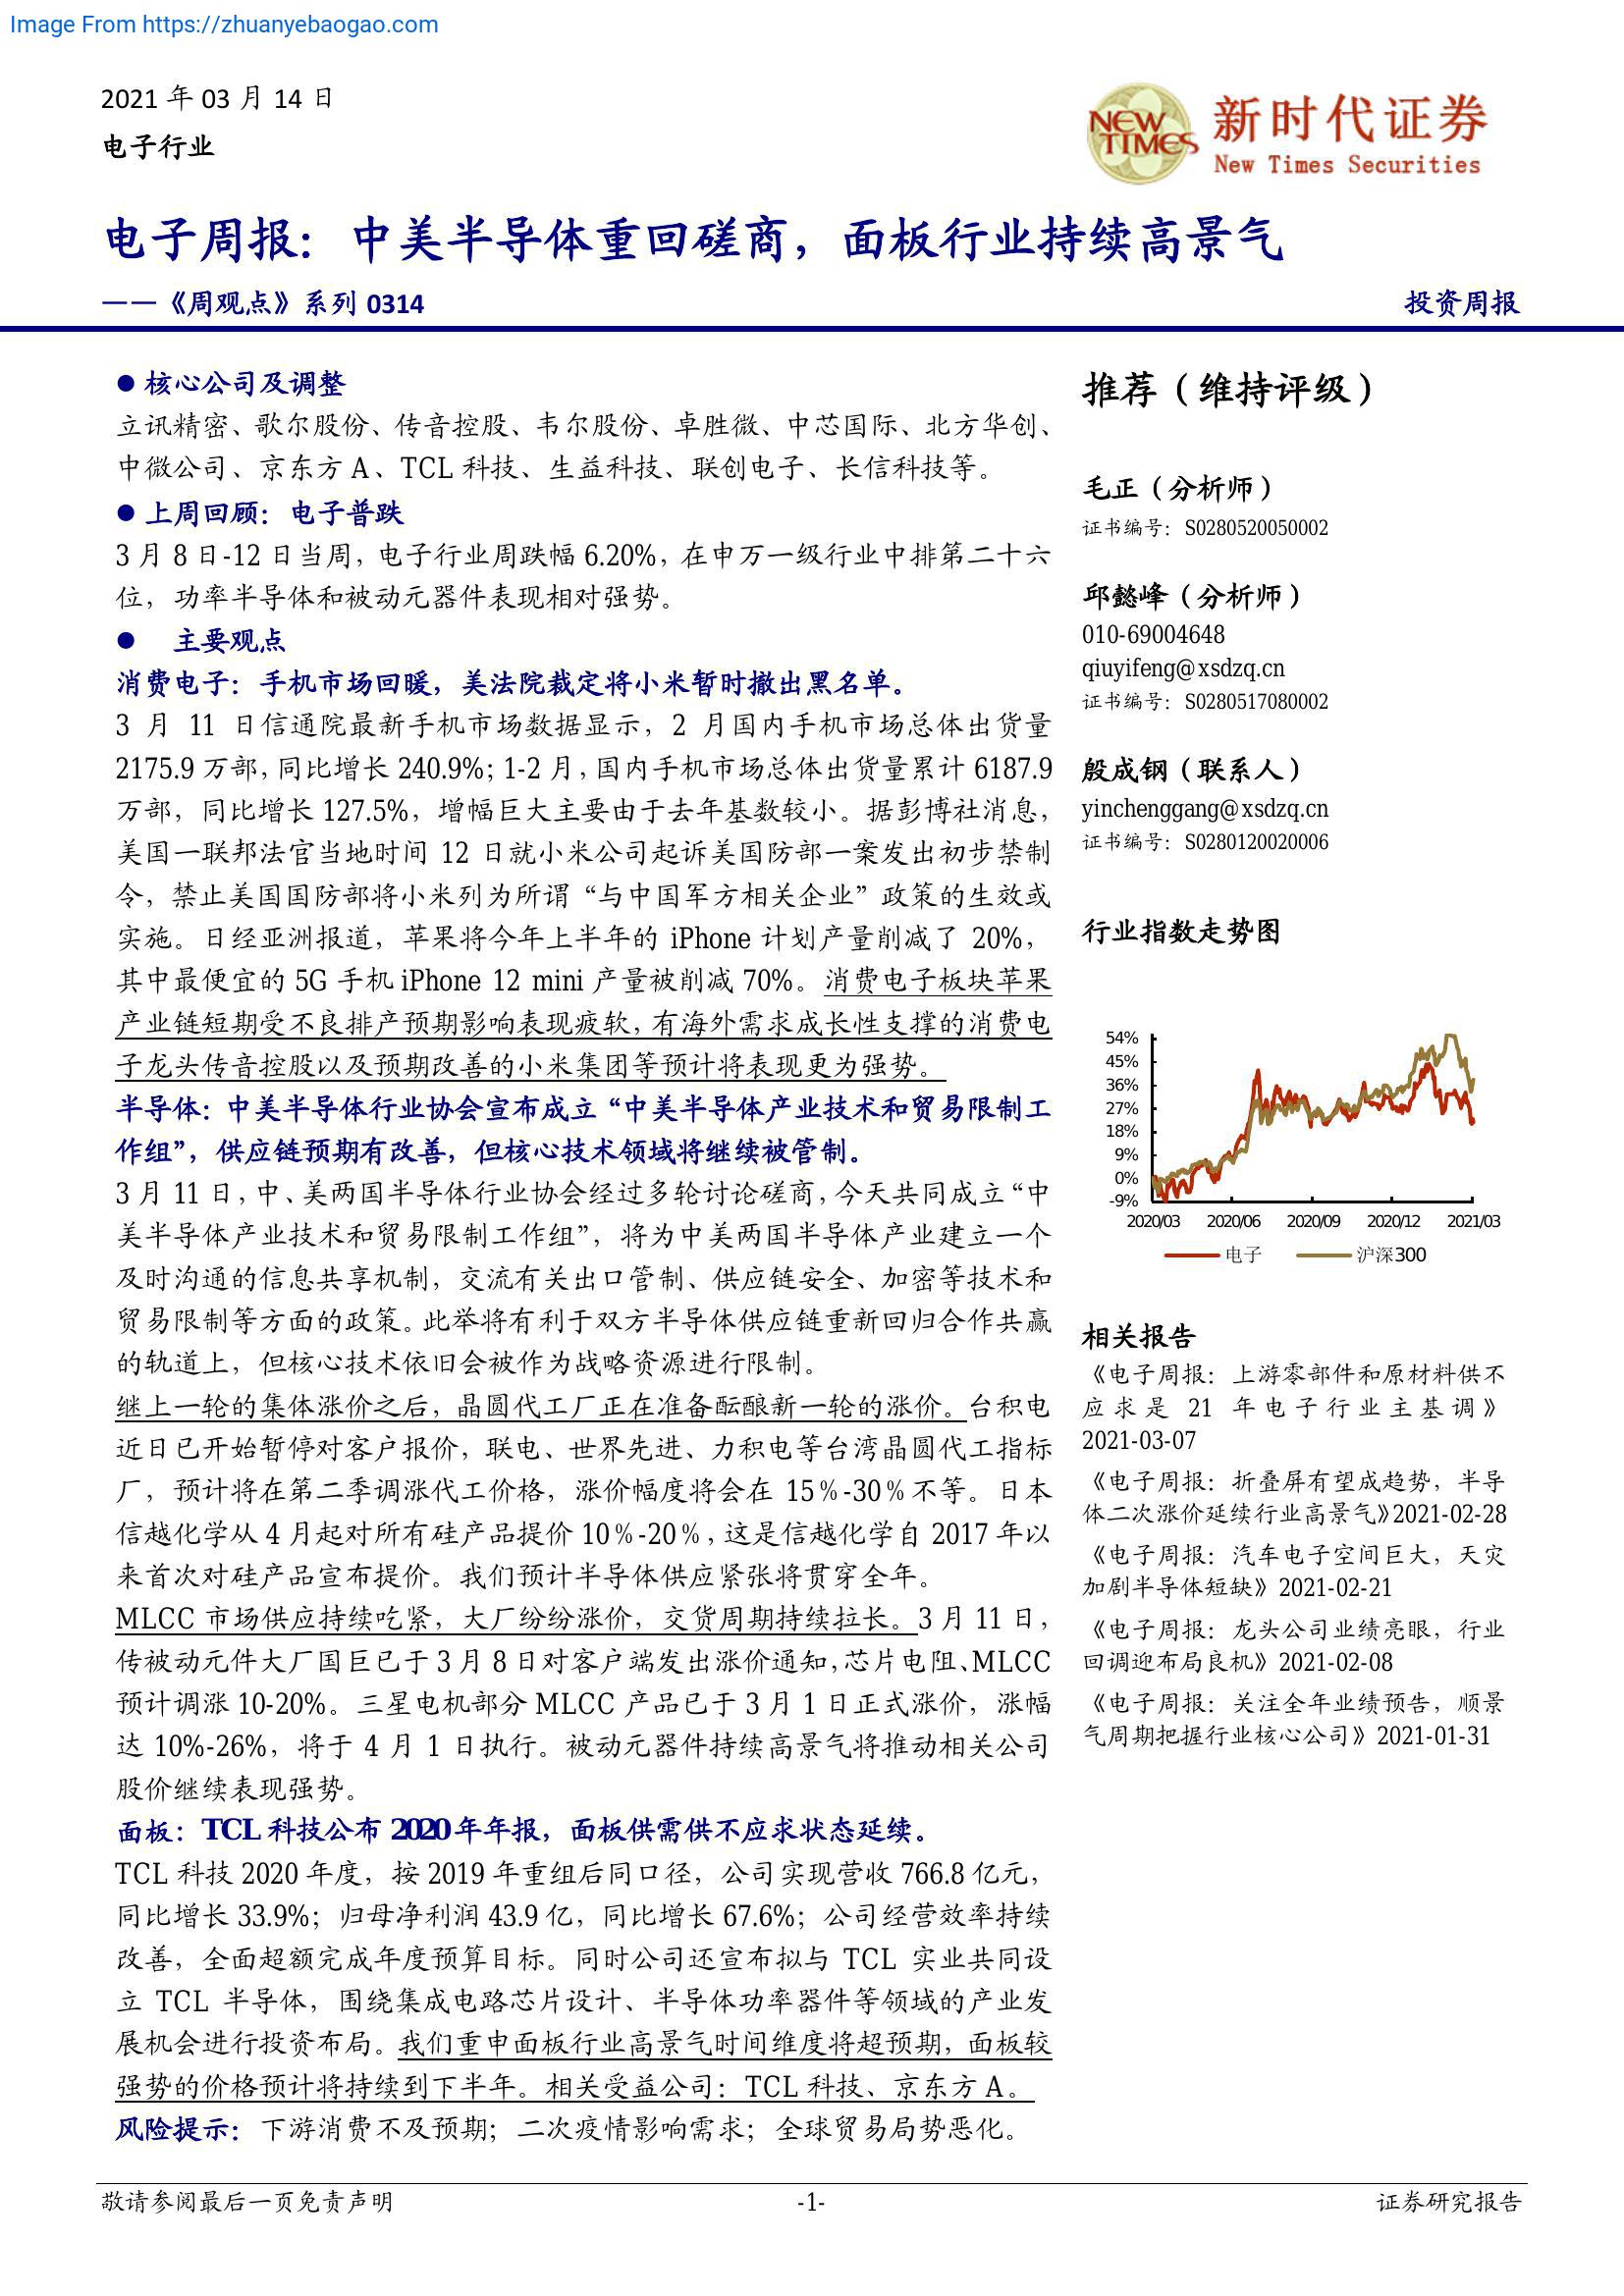 Image From https://zhuanyebaogao.com
2021 年 03 月 14 日
电子行业
NEW TIMES
新时代证券
New Times Securities
电子周报：中美半导体重回磋商，面板行业持续高景气
——《周观点》系列 0314
投资周报
● 核心公司及调整
立讯精密、歌尔股份、传音控股、韦尔股份、卓胜微、中芯国际、北方华创、
中微公司、京东方 A、TCL 科技、生益科技、联创电子、长信科技等。
● 上周回顾：电子普跌
3 月 8 日-12 日当周，电子行业周跌幅 6.20%，在申万一级行业中排第二十六
位，功率半导体和被动元器件表现相对强势。
● 主要观点
消费电子：手机市场回暖，美法院裁定将小米暂时撤出黑名单。
3 月 11 日信通院最新手机市场数据显示，2 月国内手机市场总体出货量
2175.9 万部，同比增长 240.9%；1-2 月，国内手机市场总体出货量累计 6187.9
万部，同比增长 127.5%，增幅巨大主要由于去年基数较小。据彭博社消息，
美国一联邦法官当地时间 12 日就小米公司起诉美国防部一案发出初步禁制
令，禁止美国国防部将小米列为所谓“与中国军方相关企业”政策的生效或
实施。日经亚洲报道，苹果将今年上半年的 iPhone 计划产量削减了 20%，
其中最便宜的 5G 手机 iPhone 12 mini 产量被削减 70%。消费电子板块苹果
产业链短期受不良排产预期影响表现疲软，有海外需求成长性支撑的消费电
子龙头传音控股以及预期改善的小米集团等预计将表现更为强势。
半导体：中美半导体行业协会宣布成立“中美半导体产业技术和贸易限制工
作组”，供应链预期有改善，但核心技术领域将继续被管制。
3 月 11 日，中、美两国半导体行业协会经过多轮讨论磋商，今天共同成立“中
美半导体产业技术和贸易限制工作组”，将为中美两国半导体产业建立一个
及时沟通的信息共享机制，交流有关出口管制、供应链安全、加密等技术和
贸易限制等方面的政策。此举将有利于双方半导体供应链重新回归合作共赢
的轨道上，但核心技术依旧会被作为战略资源进行限制。
继上一轮的集体涨价之后，晶圆代工厂正在准备酝酿新一轮的涨价。台积电
近日已开始暂停对客户报价，联电、世界先进、力积电等台湾晶圆代工指标
厂，预计将在第二季调涨代工价格，涨价幅度将会在 15%-30%不等。日本
信越化学从 4 月起对所有硅产品提价 10%-20%，这是信越化学自 2017 年以
来首次对硅产品宣布提价。我们预计半导体供应紧张将贯穿全年。
MLCC 市场供应持续吃紧，大厂纷纷涨价，交货周期持续拉长。3 月 11 日，
传被动元件大厂国巨已于 3 月 8 日对客户端发出涨价通知，芯片电阻、MLCC
预计调涨 10-20%。三星电机部分 MLCC 产品已于 3 月 1 日正式涨价，涨幅
达 10%-26%，将于 4 月 1 日执行。被动元器件持续高景气将推动相关公司
股价继续表现强势。
面板：TCL 科技公布 2020 年年报，面板供需供不应求状态延续。
TCL 科技 2020 年度，按 2019 年重组后同口径，公司实现营收 766.8 亿元，
同比增长 33.9%；归母净利润 43.9 亿，同比增长 67.6%；公司经营效率持续
改善，全面超额完成年度预算目标。同时公司还宣布拟与 TCL 实业共同设
立 TCL 半导体，围绕集成电路芯片设计、半导体功率器件等领域的产业发
展机会进行投资布局。我们重申面板行业高景气时间维度将超预期，面板较
强势的价格预计将持续到下半年。相关受益公司：TCL 科技、京东方 A。
风险提示：下游消费不及预期；二次疫情影响需求；全球贸易局势恶化。
推荐（维持评级）
毛正（分析师）
证书编号：S0280520050002
邱懿峰（分析师）
010-69004648
qiuyifeng@xsdzq.cn
证书编号：S0280517080002
殷成钢（联系人）
yinchenggang@xsdzq.cn
证书编号：S0280120020006
行业指数走势图
54%
45%
36%
27%
18%
9%
0%
-9%
2020/03 2020/06 2020/09 2020/12 2021/03
电子 沪深300
相关报告
《电子周报：上游零部件和原材料供不
应求是 21 年电子行业主基调》
2021-03-07
《电子周报：折叠屏有望成趋势，半导
体二次涨价延续行业高景气》2021-02-28
《电子周报：汽车电子空间巨大，天灾
加剧半导体短缺》2021-02-21
《电子周报：龙头公司业绩亮眼，行业
回调迎布局良机》2021-02-08
《电子周报：关注全年业绩预告，顺景
气周期把握行业核心公司》2021-01-31
敬请参阅最后一页免责声明
-1-
证券研究报告